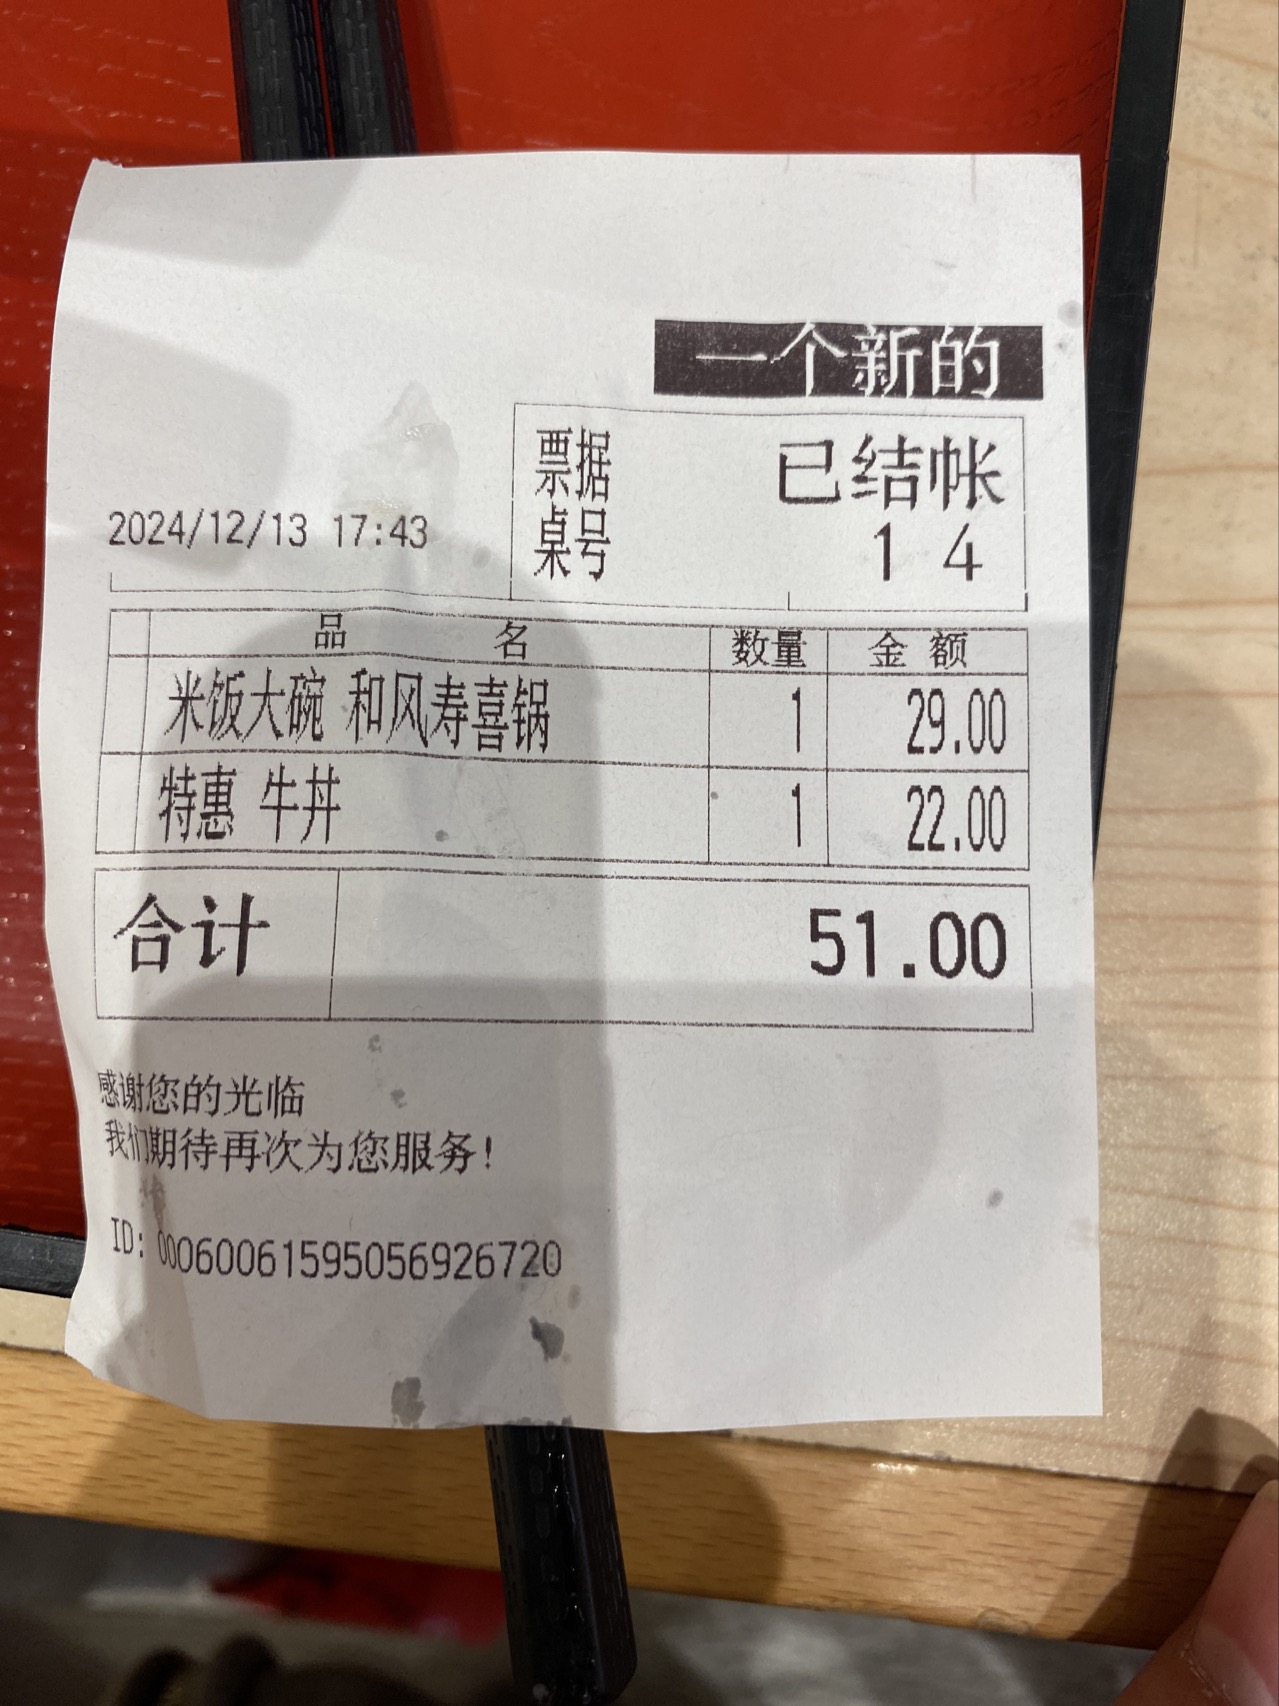 一个新的
票据 已结帐
2024/12/13 17:43 桌号 14
品名 数量 金额
米饭大碗 和风寿喜锅 1 29.00
特惠 牛丼 1 22.00
合计 51.00
感谢您的光临
我们期待再次为您服务!
ID: 000600615950569267​20